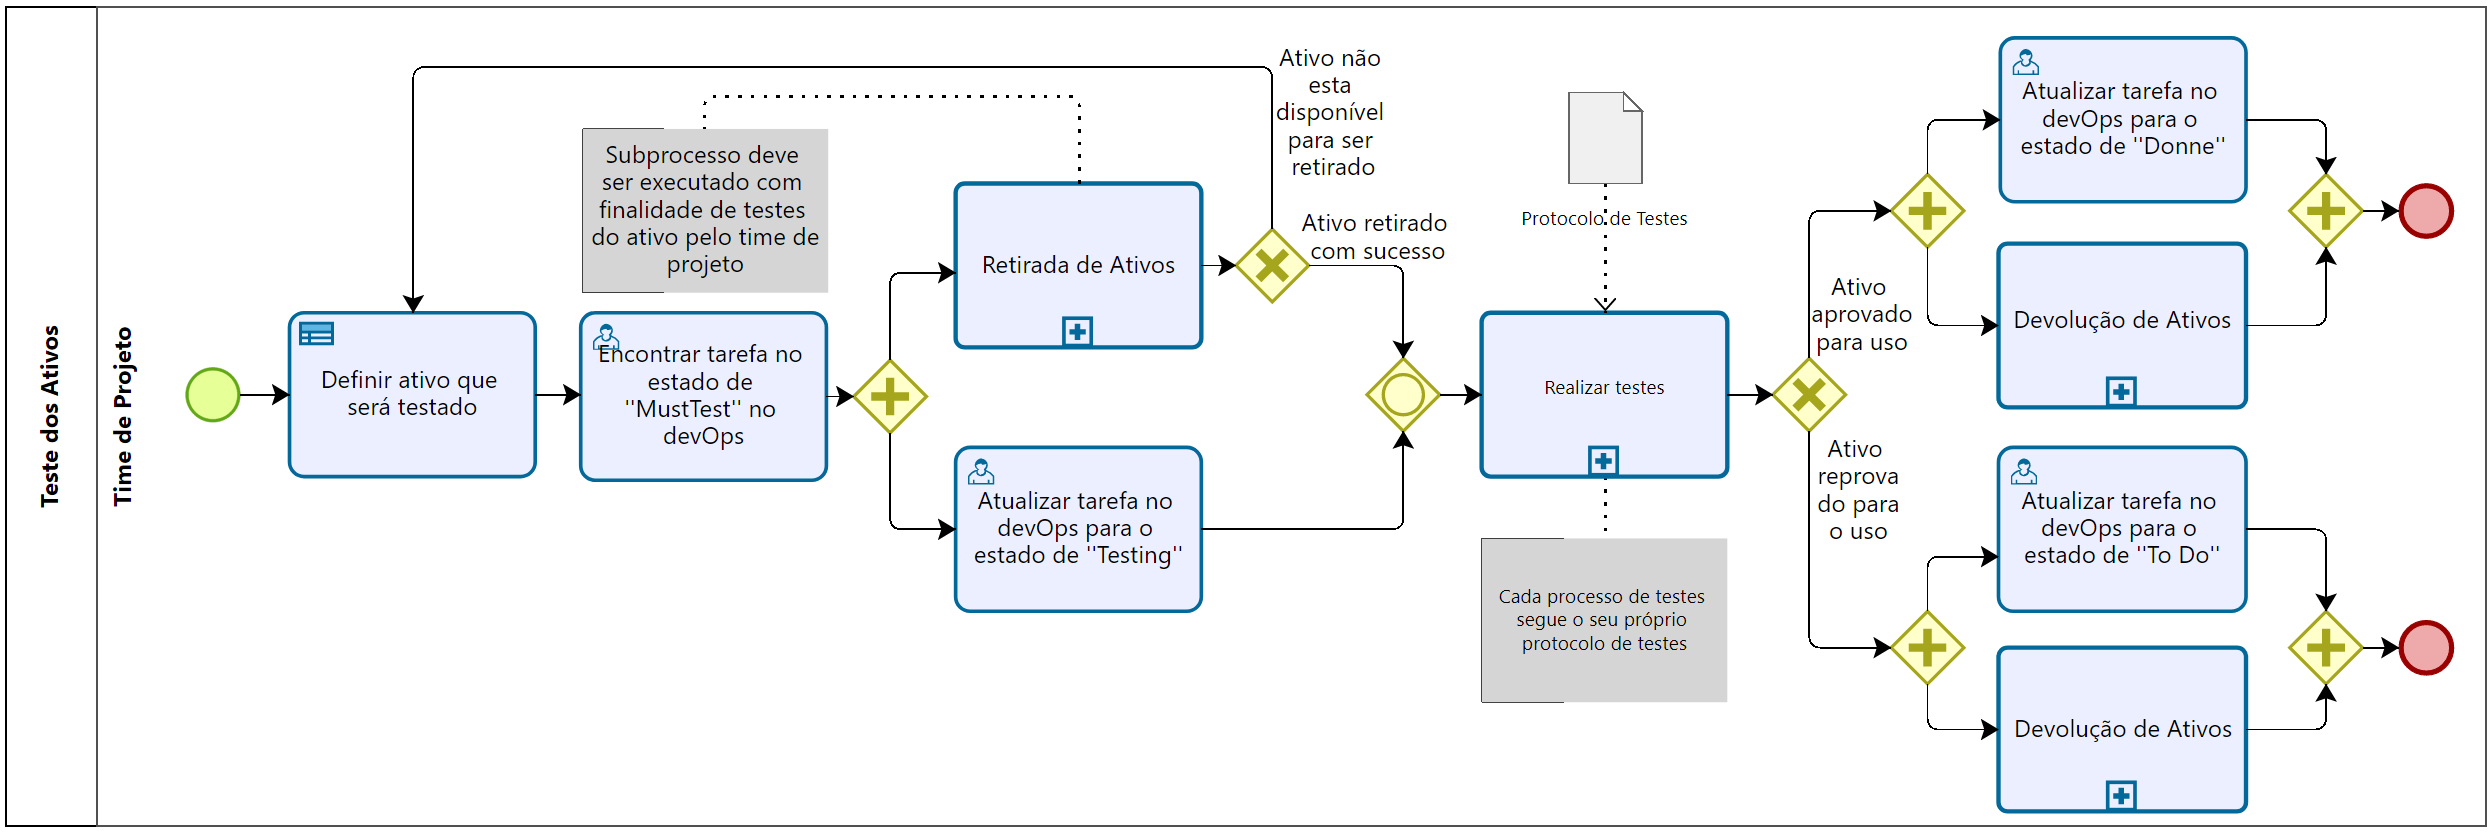 Teste dos Ativos
Time de Projeto
Definir ativo que
será testado
Subprocesso deve
ser executado com
finalidade de testes
do ativo pelo time de
projeto
Encontrar tarefa no
estado de
''MustTest'' no
devOps
Retirada de Ativos
Atualizar tarefa no
devOps para o
estado de ''Testing''
Ativo não
esta
disponível
para ser
retirado
Ativo retirado
com sucesso
Protocolo de Testes
Realizar testes
Cada processo de testes
segue o seu próprio
protocolo de testes
Ativo
aprovado
para uso
Ativo
reprova
do para
o uso
Atualizar tarefa no
devOps para o
estado de ''Donne''
Devolução de Ativos
Atualizar tarefa no
devOps para o
estado de ''To Do''
Devolução de Ativos